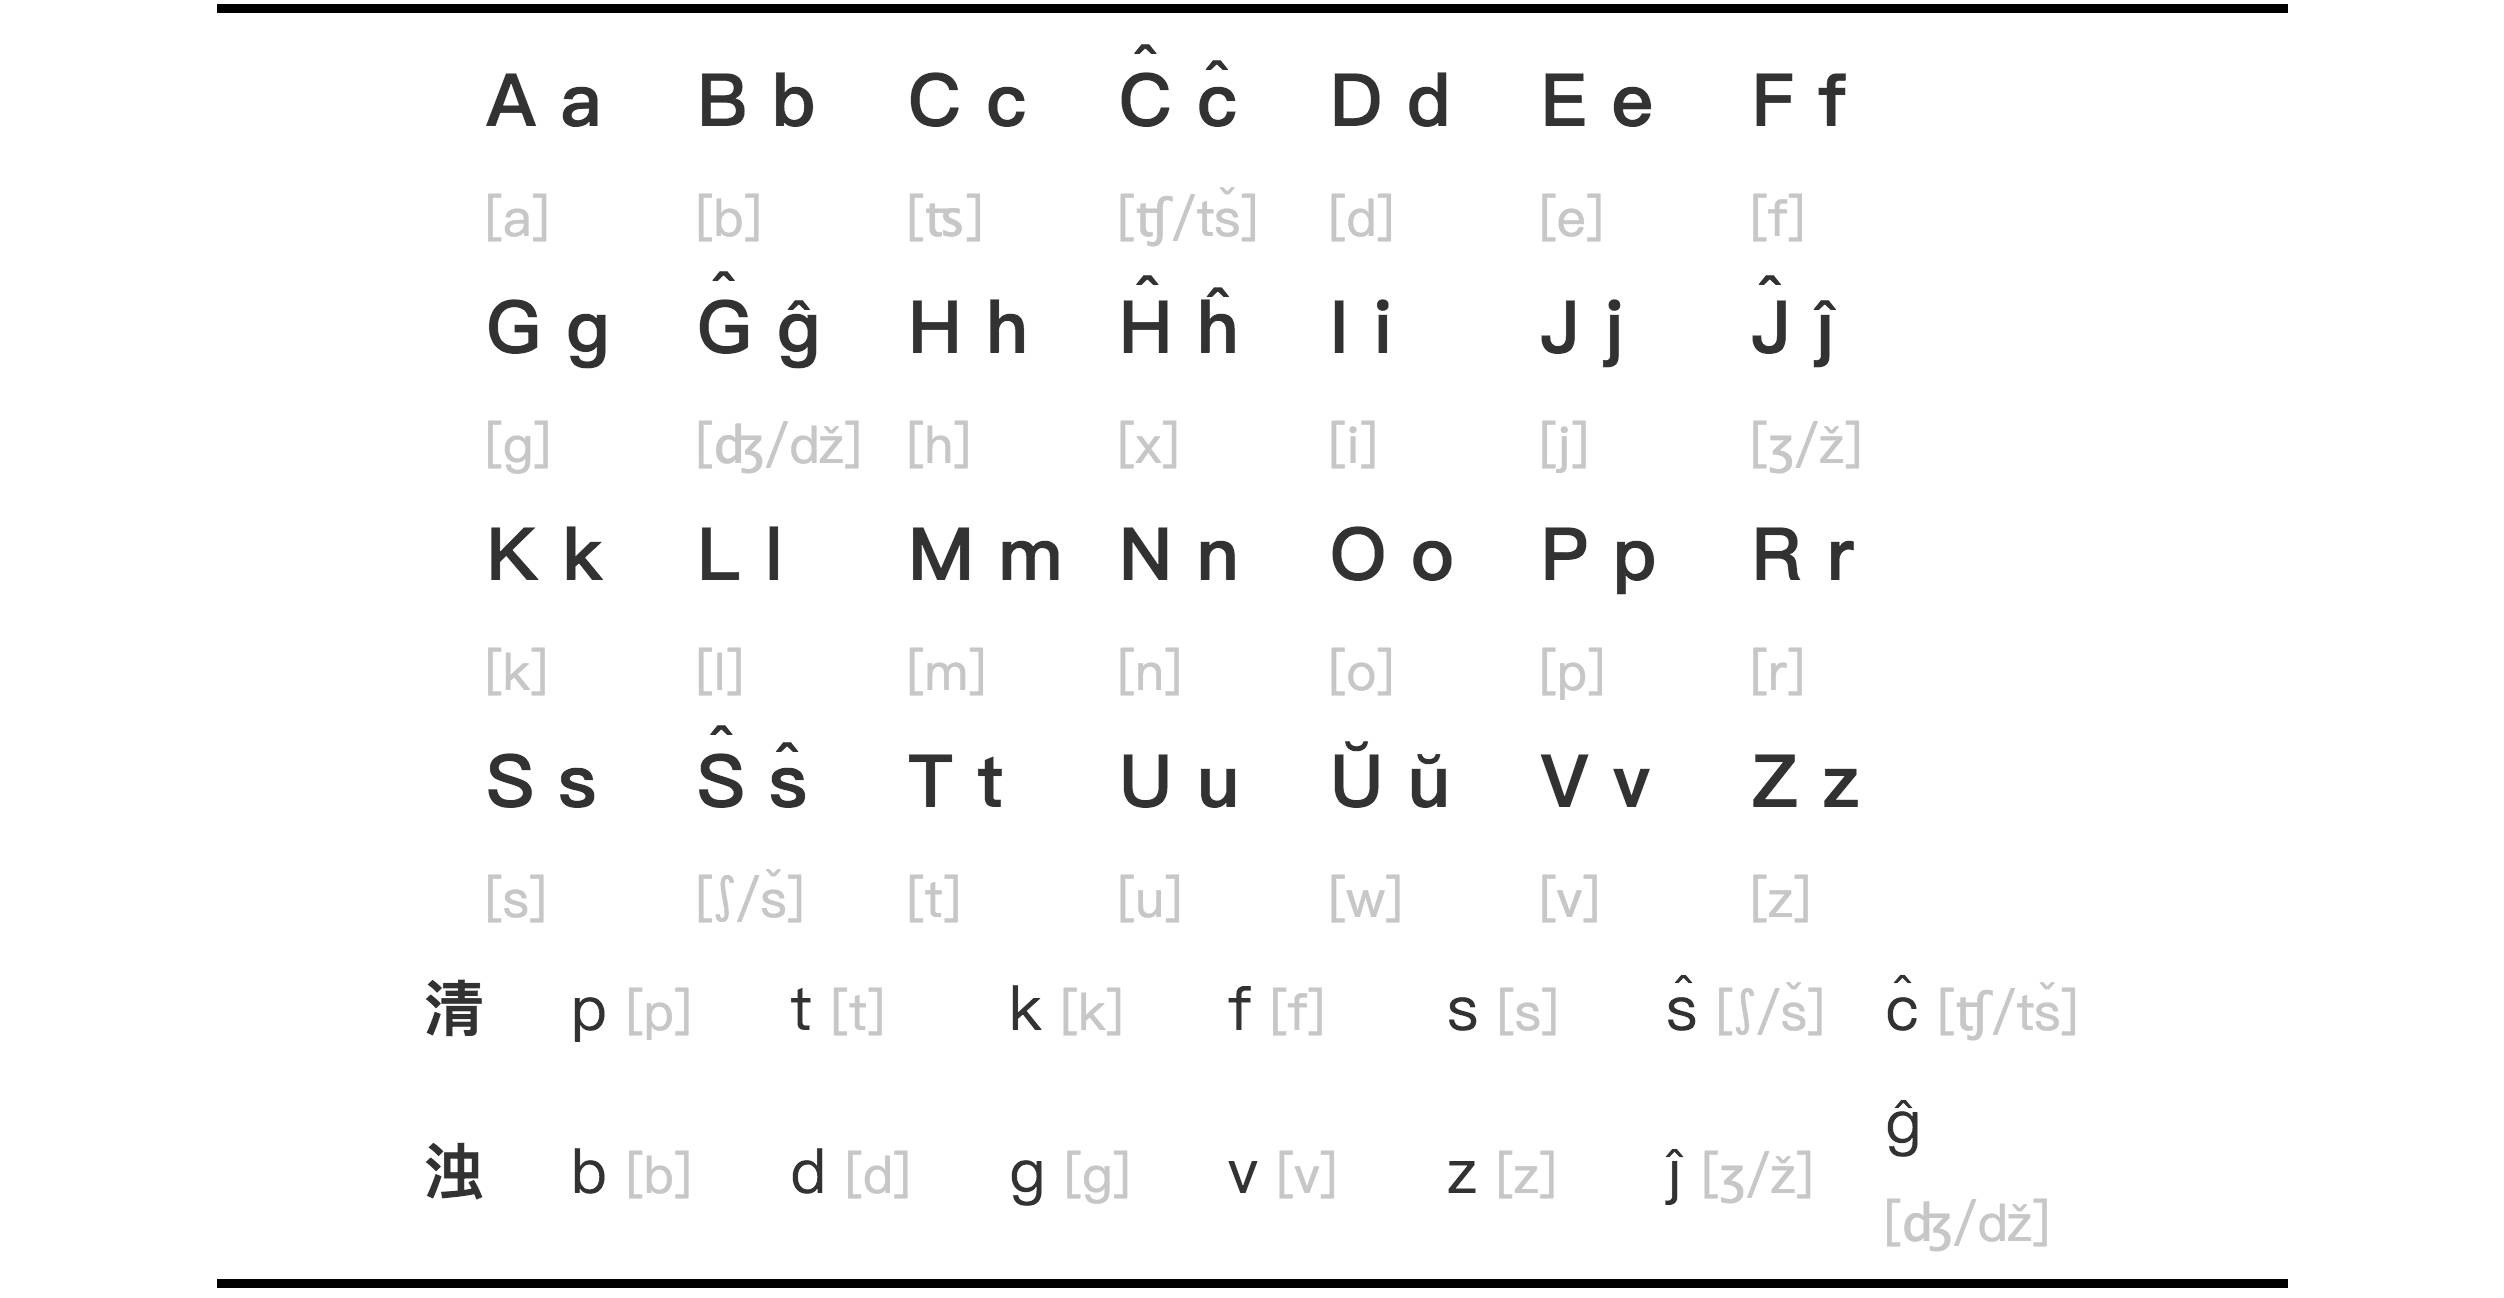 A a B b C c Ĉ ĉ D d E e F f
[a] [b] [ʦ] [ʧ/tš] [d] [e] [f]
G g Ĝ ĝ H h Ĥ ĥ I i J j Ĵ ĵ
[g] [ʤ/dž] [h] [x] [i] [j] [ʒ/ž]
K k L l M m N n O o P p R r
[k] [l] [m] [n] [o] [p] [r]
S s Ŝ ŝ T t U u Ŭ ŭ V v Z z
[s] [ʃ/š] [t] [u] [w] [v] [z]
清 p [p] t [t] k [k] f [f] s [s] ŝ [ʃ/š] ĉ [ʧ/tš]
浊 b [b] d [d] g [g] v [v] z [z] ĵ [ʒ/ž] ĝ
[ʤ/dž]